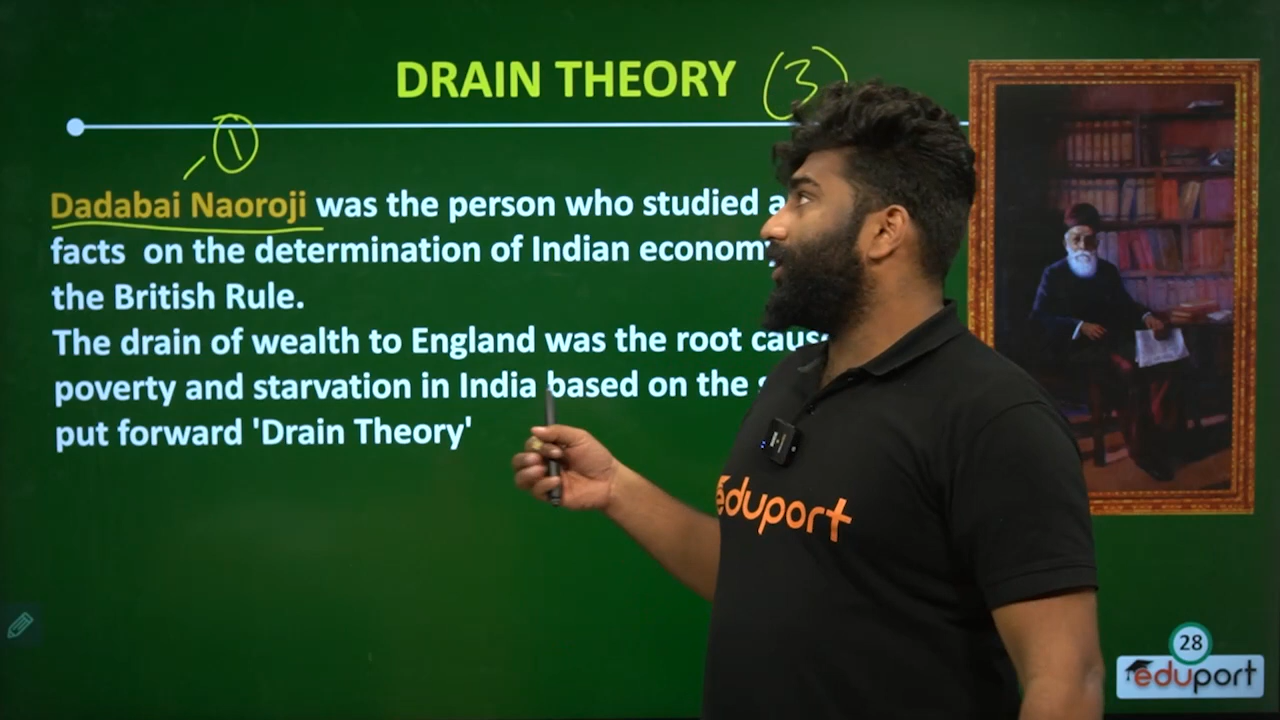 DRAIN THEORY (3)
1
Dadabai Naoroji was the person who studied
facts on the determination of Indian economy
the British Rule.
The drain of wealth to England was the root cause
poverty and starvation in India based on the
put forward 'Drain Theory'
eduport
28
eduport